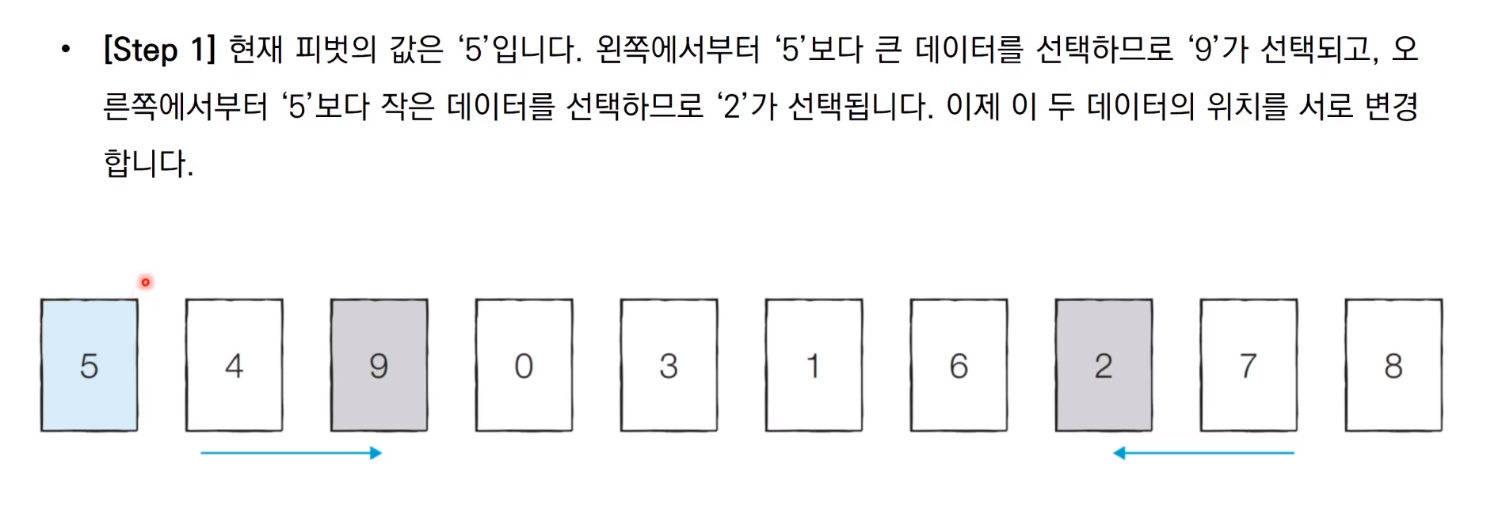 • [Step 1] 현재 피벗의 값은 ‘5’입니다. 왼쪽에서부터 ‘5’보다 큰 데이터를 선택하므로 ‘9’가 선택되고, 오
른쪽에서부터 ‘5’보다 작은 데이터를 선택하므로 ‘2’가 선택됩니다. 이제 이 두 데이터의 위치를 서로 변경
합니다.
5 4 9 0 3 1 6 2 7 8